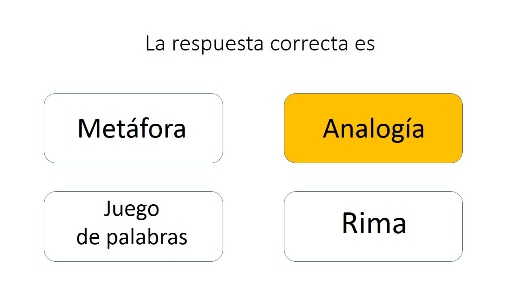 La respuesta correcta es
Metáfora
Analogía
Juego
de palabras
Rima